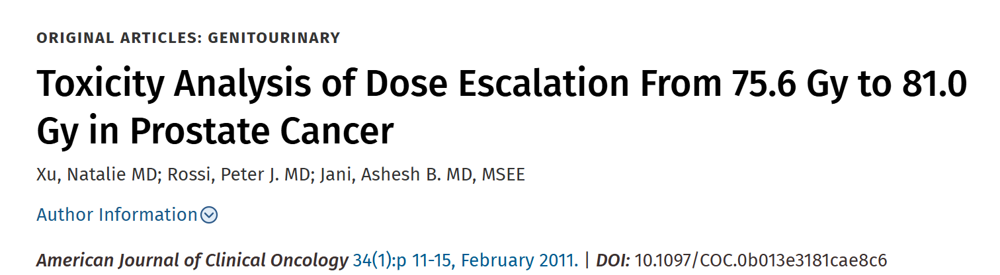 ORIGINAL ARTICLES: GENITOURINARY
Toxicity Analysis of Dose Escalation From 75.6 Gy to 81.0
Gy in Prostate Cancer
Xu, Natalie MD; Rossi, Peter J. MD; Jani, Ashesh B. MD, MSEE
Author Information
American Journal of Clinical Oncology 34(1):p 11-15, February 2011. | DOI: 10.1097/COC.0b013e3181cae8c6